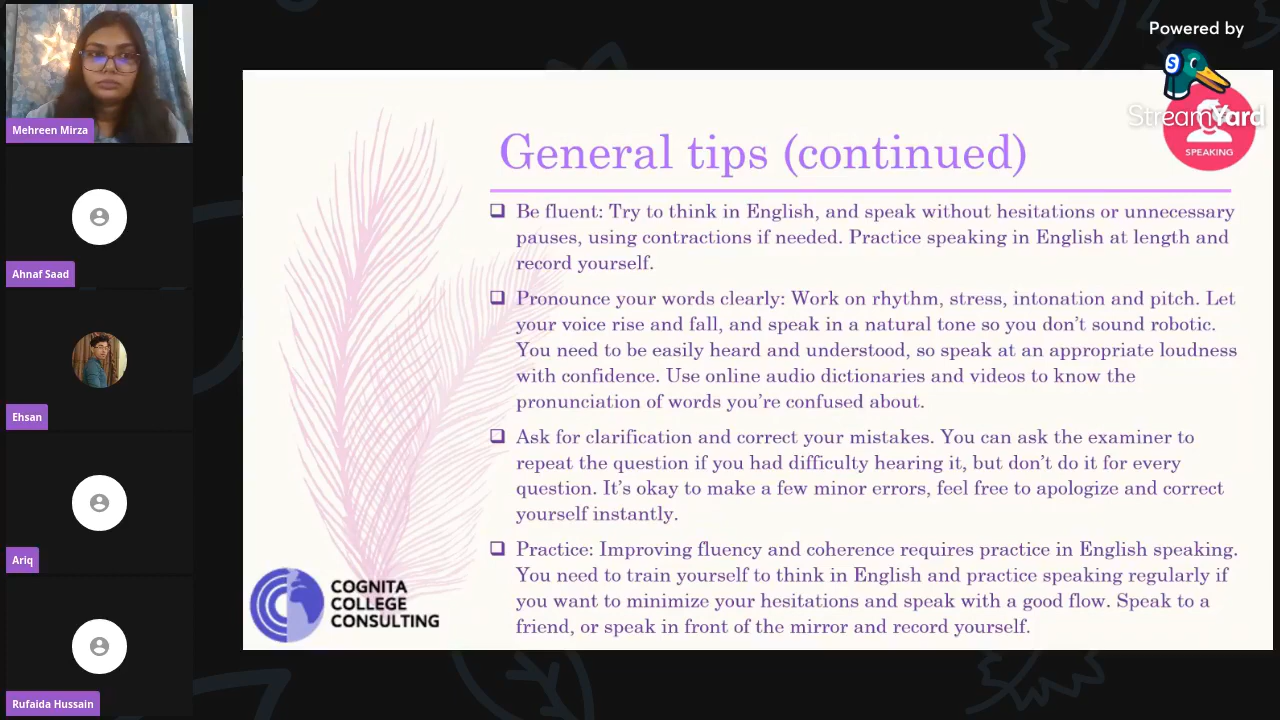 Mehreen Mirza
Ahnaf Saad
Ehsan
Ariq
Rufaida Hussain
Powered by
StreamYard
S
SPEAKING
General tips (continued)
Be fluent: Try to think in English, and speak without hesitations or unnecessary
pauses, using contractions if needed. Practice speaking in English at length and
record yourself.
Pronounce your words clearly: Work on rhythm, stress, intonation and pitch. Let
your voice rise and fall, and speak in a natural tone so you don't sound robotic.
You need to be easily heard and understood, so speak at an appropriate loudness
with confidence. Use online audio dictionaries and videos to know the
pronunciation of words you're confused about.
Ask for clarification and correct your mistakes. You can ask the examiner to
repeat the question if you had difficulty hearing it, but don't do it for every
question. It's okay to make a few minor errors, feel free to apologize and correct
yourself instantly.
Practice: Improving fluency and coherence requires practice in English speaking.
You need to train yourself to think in English and practice speaking regularly if
you want to minimize your hesitations and speak with a good flow. Speak to a
friend, or speak in front of the mirror and record yourself.
COGNITA
COLLEGE
CONSULTING